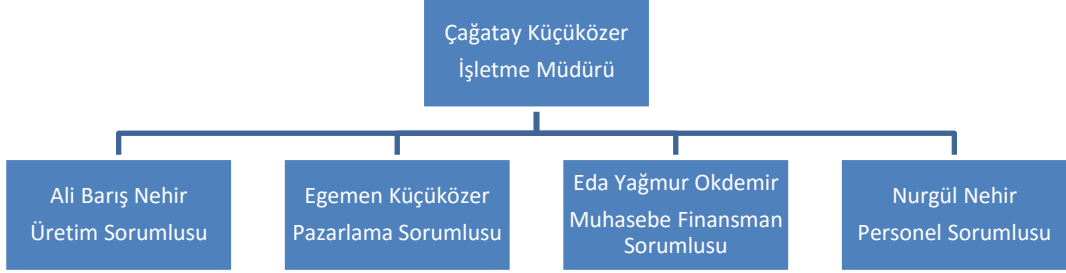 Çağatay Küçüközer
İşletme Müdürü
Ali Barış Nehir
Üretim Sorumlusu
Egemen Küçüközer
Pazarlama Sorumlusu
Eda Yağmur Okdemir
Muhasebe Finansman
Sorumlusu
Nurgül Nehir
Personel Sorumlusu